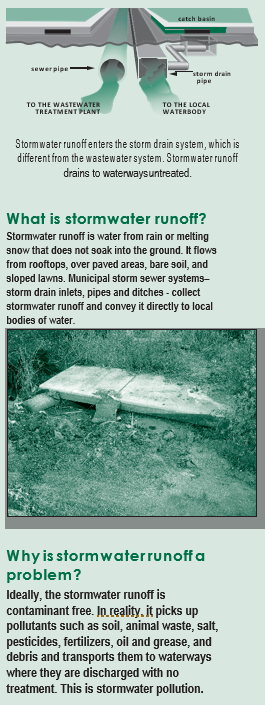 catch basin
sewer pipe
storm drain
pipe
TO THE WASTEWATER
TREATMENT PLANT
TO THE LOCAL
WATERBODY
Stormwater runoff enters the storm drain system, which is
different from the wastewater system. Stormwater runoff
drains to waterways untreated.
What is stormwater runoff?
Stormwater runoff is water from rain or melting
snow that does not soak into the ground. It flows
from rooftops, over paved areas, bare soil, and
sloped lawns. Municipal storm sewer systems–
storm drain inlets, pipes and ditches - collect
stormwater runoff and convey it directly to local
bodies of water.
Why is stormwater runoff a
problem?
Ideally, the stormwater runoff is
contaminant free. In reality, it picks up
pollutants such as soil, animal waste, salt,
pesticides, fertilizers, oil and grease, and
debris and transports them to waterways
where they are discharged with no
treatment. This is stormwater pollution.